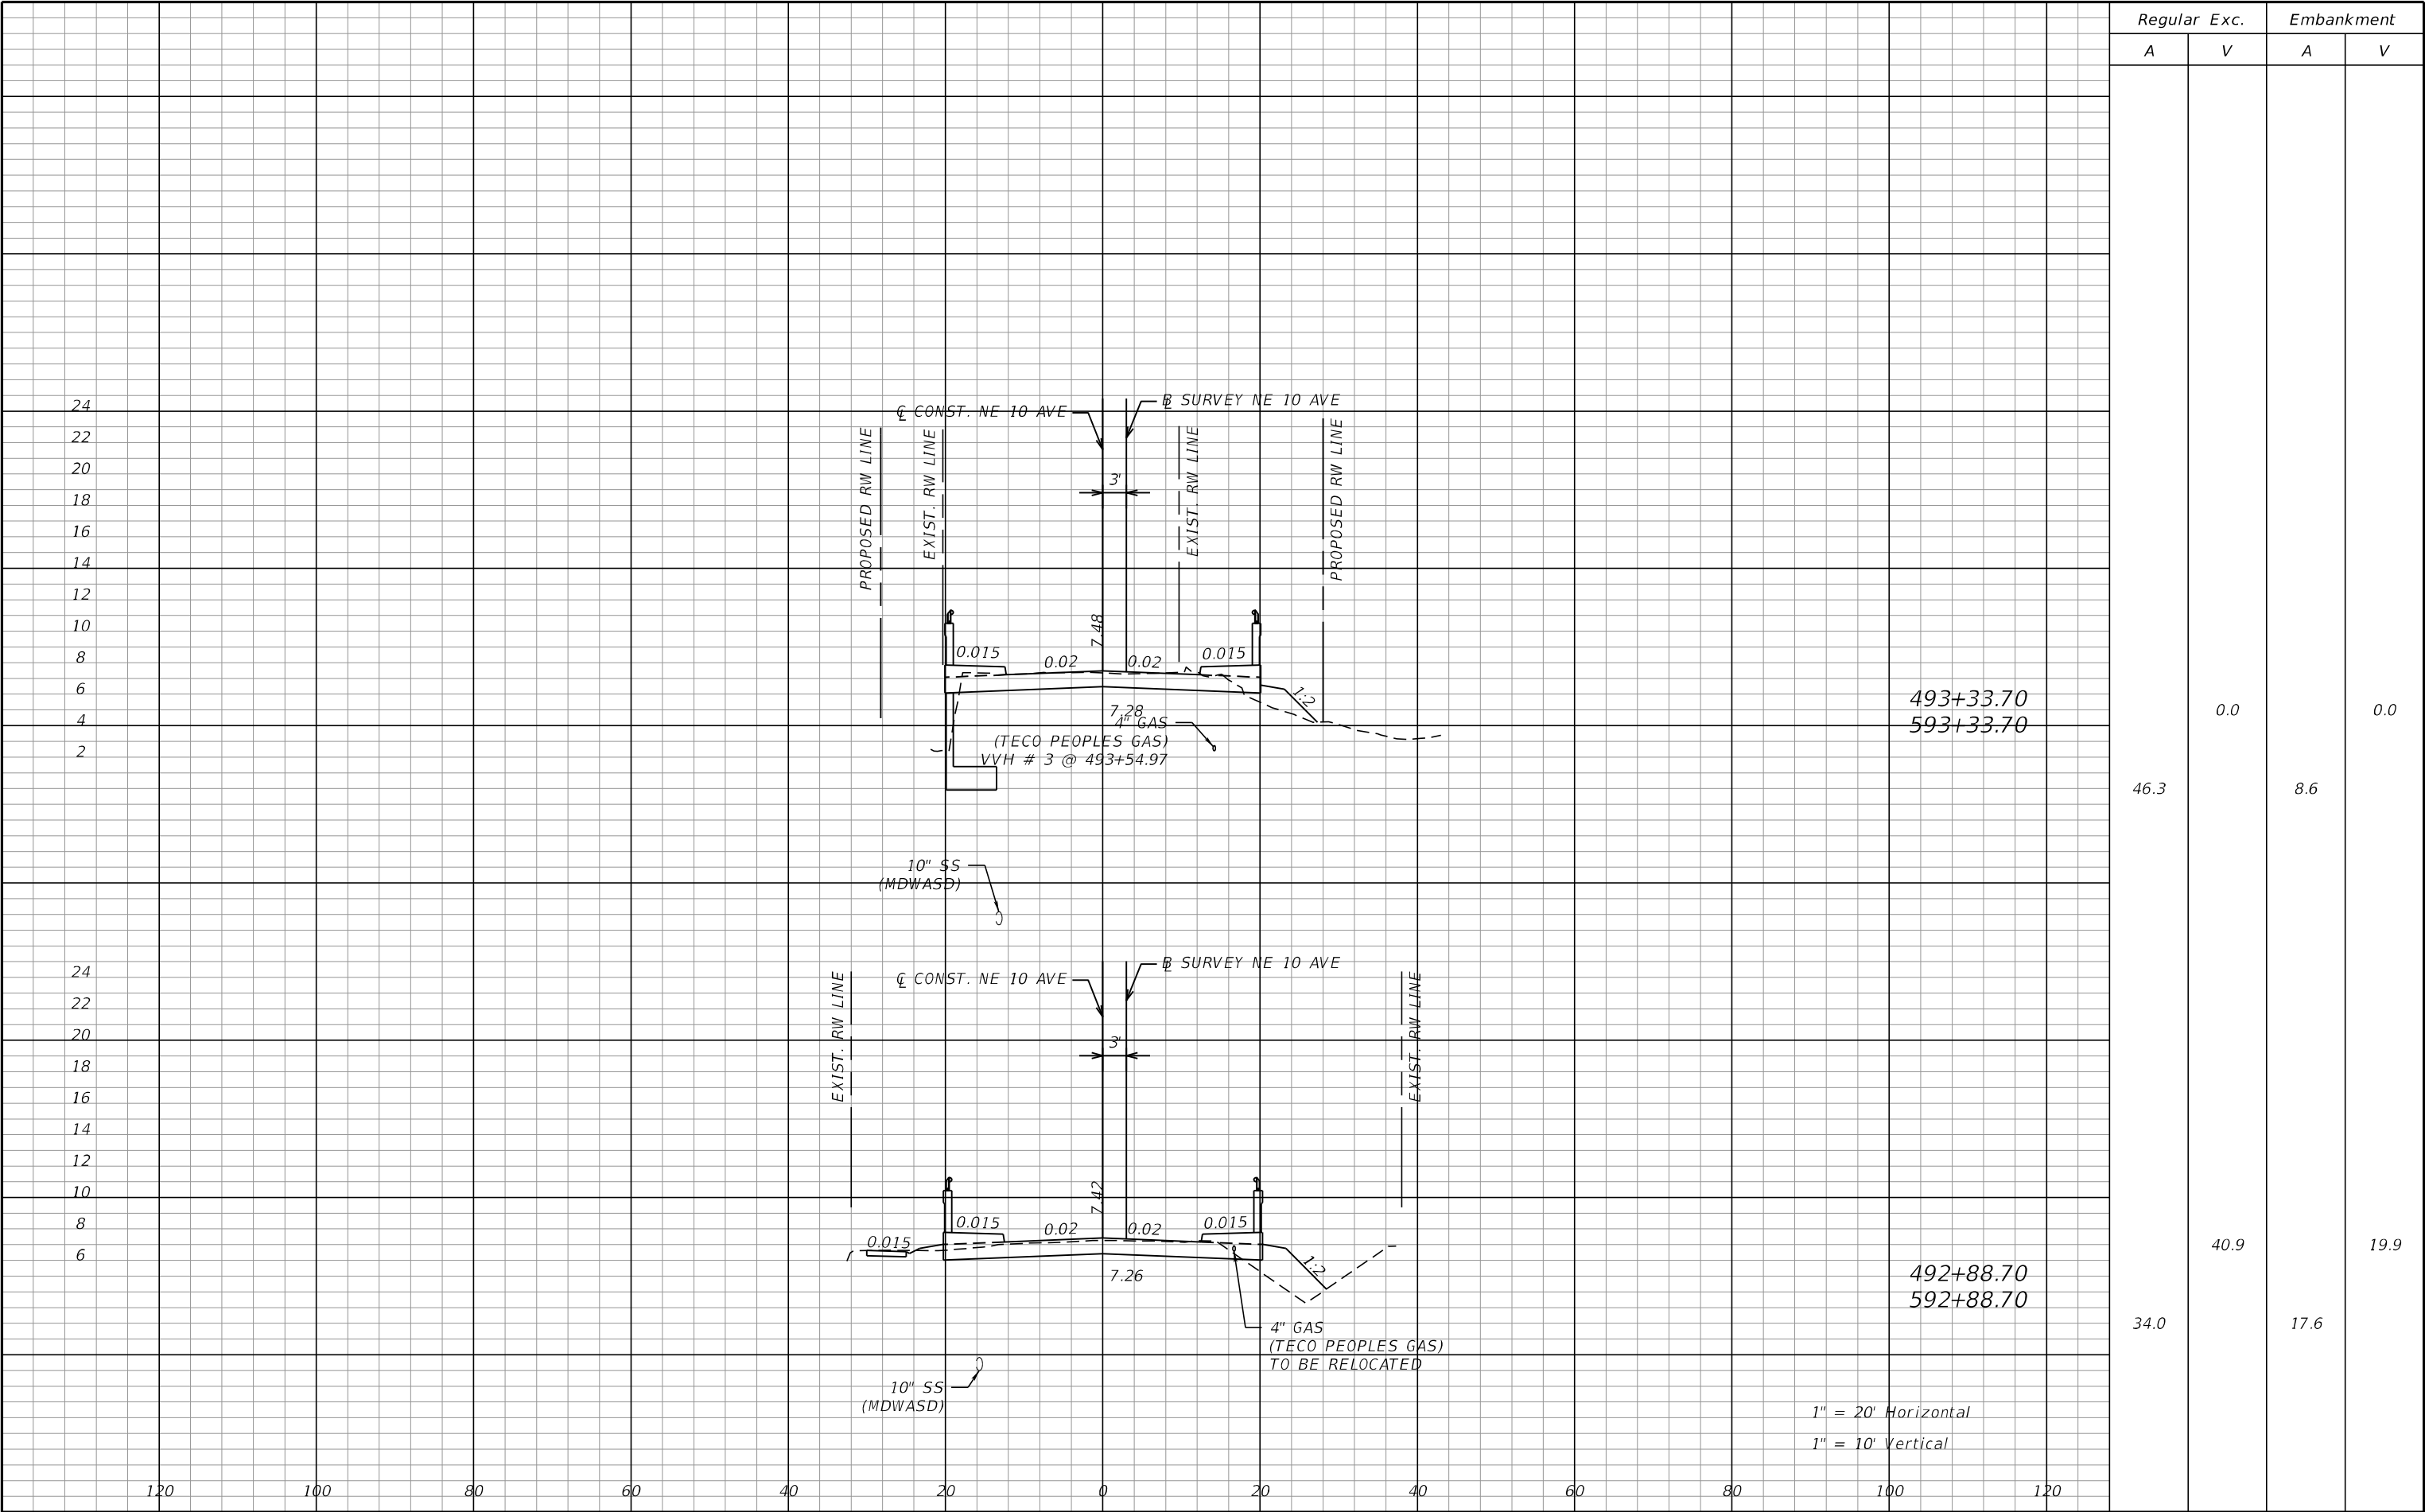 Regular Exc. Embankment
A V A V
24
22
20
18
16
14
12
10
8
6
4
2
℄ CONST. NE 10 AVE
B̲L SURVEY NE 10 AVE
PROPOSED RW LINE
EXIST. RW LINE
3'
EXIST. RW LINE
PROPOSED RW LINE
7.48
0.015 0.02 0.02 0.015
1:2
7.28
4" GAS
(TECO PEOPLES GAS)
VVH # 3 @ 493+54.97
493+33.70
593+33.70
0.0 0.0
46.3 8.6
10" SS
(MDWASD)
24
22
20
18
16
14
12
10
8
6
℄ CONST. NE 10 AVE
BL SURVEY NE 10 AVE
EXIST. RW LINE
3'
EXIST. RW LINE
7.42
0.015 0.015 0.02 0.02 0.015
1:2
7.26
492+88.70
592+88.70
40.9 19.9
34.0 17.6
4" GAS
(TECO PEOPLES GAS)
TO BE RELOCATED
10" SS
(MDWASD)
1" = 20' Horizontal
1" = 10' Vertical
120 100 80 60 40 20 0 20 40 60 80 100 120